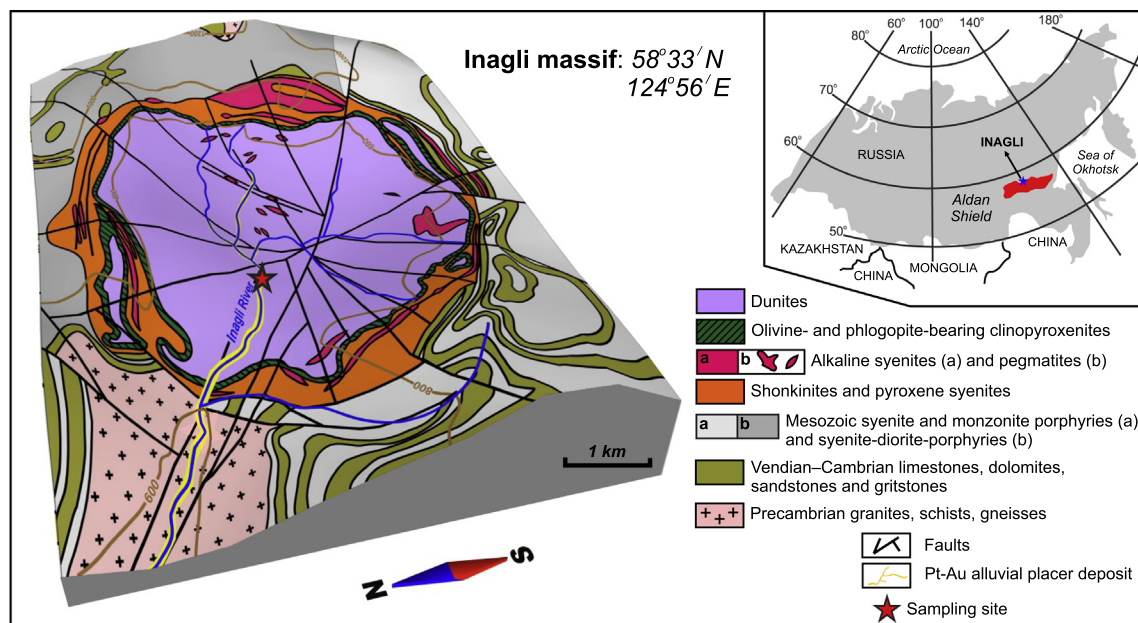 Inagli massif: 58°33′N
124°56′E
Inagli River
800
600
1 km
N
S
60° 100° 140° 180°
80°
Arctic Ocean
70°
60°
RUSSIA
INAGLI
Sea of
Okhotsk
Aldan
Shield
50°
KAZAKHSTAN
CHINA
MONGOLIA
CHINA
Dunites
Olivine- and phlogopite-bearing clinopyroxenites
a b Alkaline syenites (a) and pegmatites (b)
Shonkinites and pyroxene syenites
a b Mesozoic syenite and monzonite porphyries (a)
and syenite-diorite-porphyries (b)
Vendian–Cambrian limestones, dolomites,
sandstones and gritstones
Precambrian granites, schists, gneisses
Faults
Pt-Au alluvial placer deposit
Sampling site